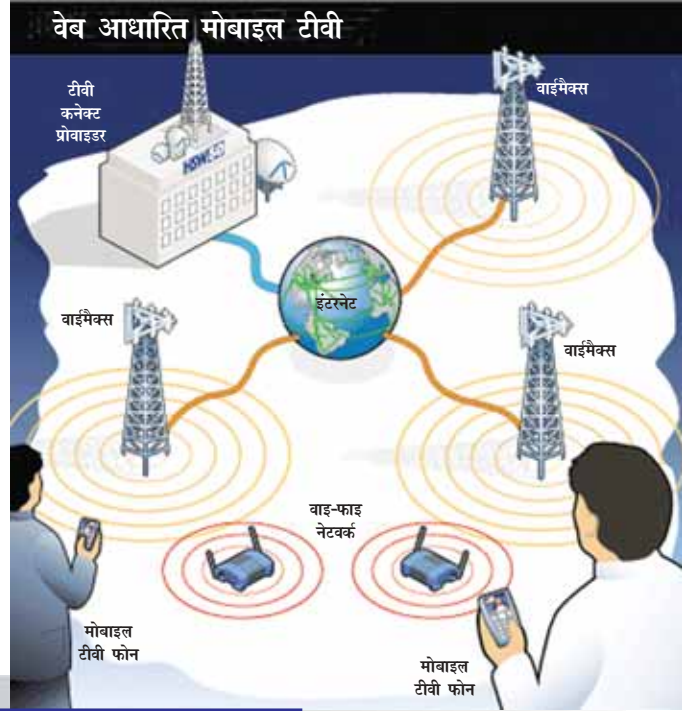 वेब आधारित मोबाइल टीवी
टीवी
कनेक्ट
प्रोवाइडर
वाईमैक्स
इंटरनेट
वाईमैक्स
वाईमैक्स
वाइ-फाइ
नेटवर्क
मोबाइल
टीवी फोन
मोबाइल
टीवी फोन